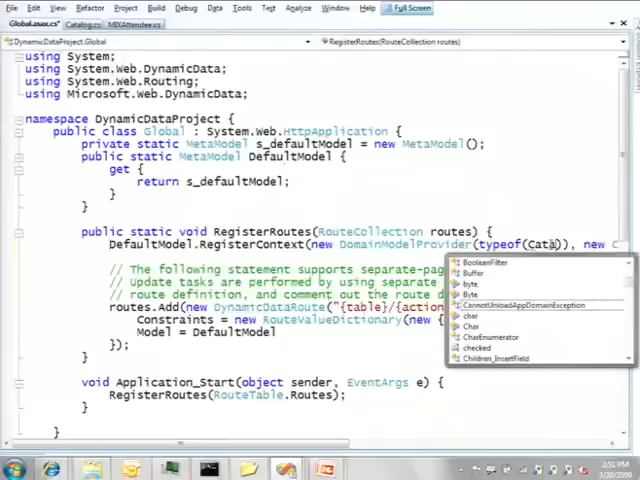 File Edit View Refactor Project Build Debug Data Tools Test Analyze Window Help Full Screen
Global.asax.cs* Catalog.cs MIXAttendee.cs
DynamicDataProject.Global RegisterRoutes(RouteCollection routes)
using System;
using System.Web.DynamicData;
using System.Web.Routing;
using Microsoft.Web.DynamicData;
namespace DynamicDataProject {
public class Global : System.Web.HttpApplication {
private static MetaModel s_defaultModel = new MetaModel();
public static MetaModel DefaultModel {
get {
return s_defaultModel;
}
}
public static void RegisterRoutes(RouteCollection routes) {
DefaultModel.RegisterContext(new DomainModelProvider(typeof(Cata)), new C
BooleanFilter
Buffer
byte
Byte
CannotUnloadAppDomainException
char
Char
CharEnumerator
checked
Children_InsertField
// The following statement supports separate-pag
// Update tasks are performed by using separate
// route definition, and comment out the route d
routes.Add(new DynamicDataRoute("{table}/{action
Constraints = new RouteValueDictionary(new {
Model = DefaultModel
});
}
void Application_Start(object sender, EventArgs e) {
RegisterRoutes(RouteTable.Routes);
}
}
2:51 PM
3/20/2009